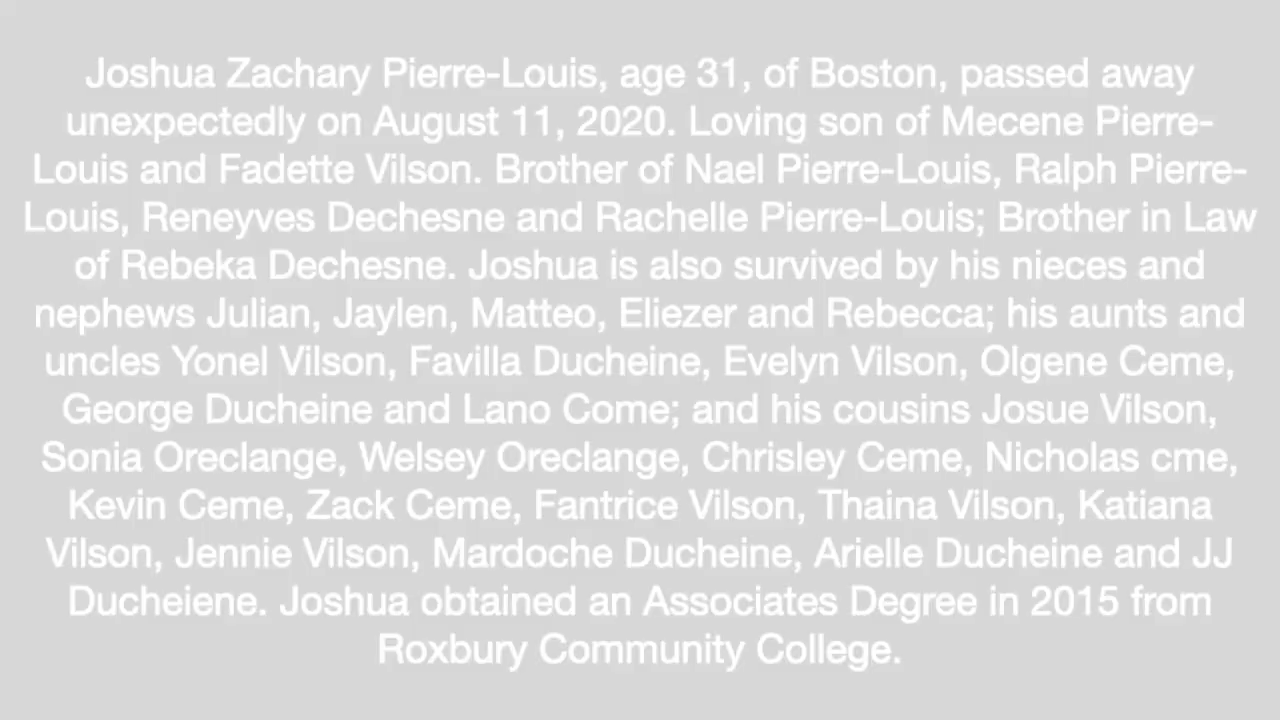 Joshua Zachary Pierre-Louis, age 31, of Boston, passed away
unexpectedly on August 11, 2020. Loving son of Mecene Pierre-
Louis and Fadette Vilson. Brother of Nael Pierre-Louis, Ralph Pierre-
Louis, Reneyves Dechesne and Rachelle Pierre-Louis; Brother in Law
of Rebeka Dechesne. Joshua is also survived by his nieces and
nephews Julian, Jaylen, Matteo, Eliezer and Rebecca; his aunts and
uncles Yonel Vilson, Favilla Ducheine, Evelyn Vilson, Olgene Ceme,
George Ducheine and Lano Come; and his cousins Josue Vilson,
Sonia Oreclange, Welsey Oreclange, Chrisley Ceme, Nicholas cme,
Kevin Ceme, Zack Ceme, Fantrice Vilson, Thaina Vilson, Katiana
Vilson, Jennie Vilson, Mardoche Ducheine, Arielle Ducheine and JJ
Ducheiene. Joshua obtained an Associates Degree in 2015 from
Roxbury Community College.